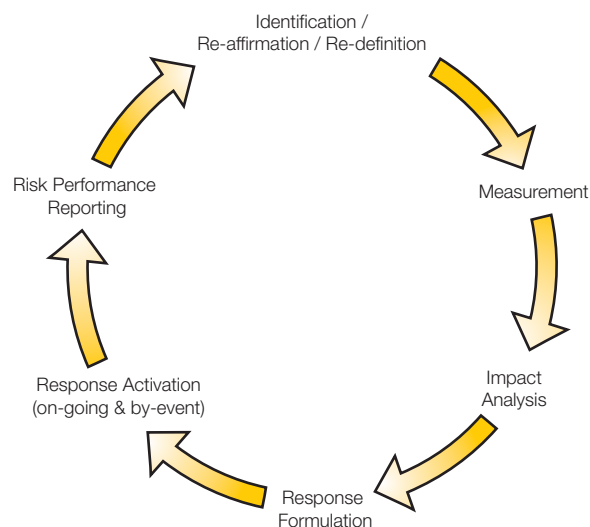 Identification /
Re-affirmation / Re-definition
Measurement
Impact
Analysis
Response
Formulation
Response Activation
(on-going & by-event)
Risk Performance
Reporting